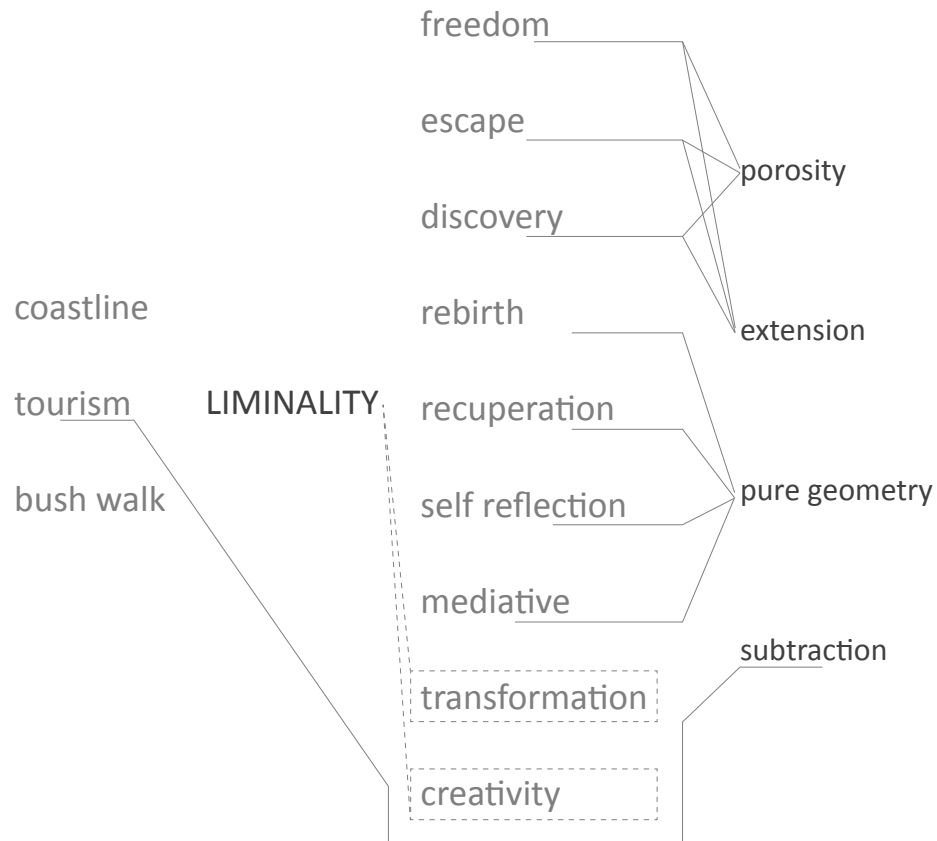 coastline
tourism
bush walk
LIMINALITY
freedom
escape
discovery
rebirth
recuperation
self reflection
mediative
transformation
creativity
porosity
extension
pure geometry
subtraction